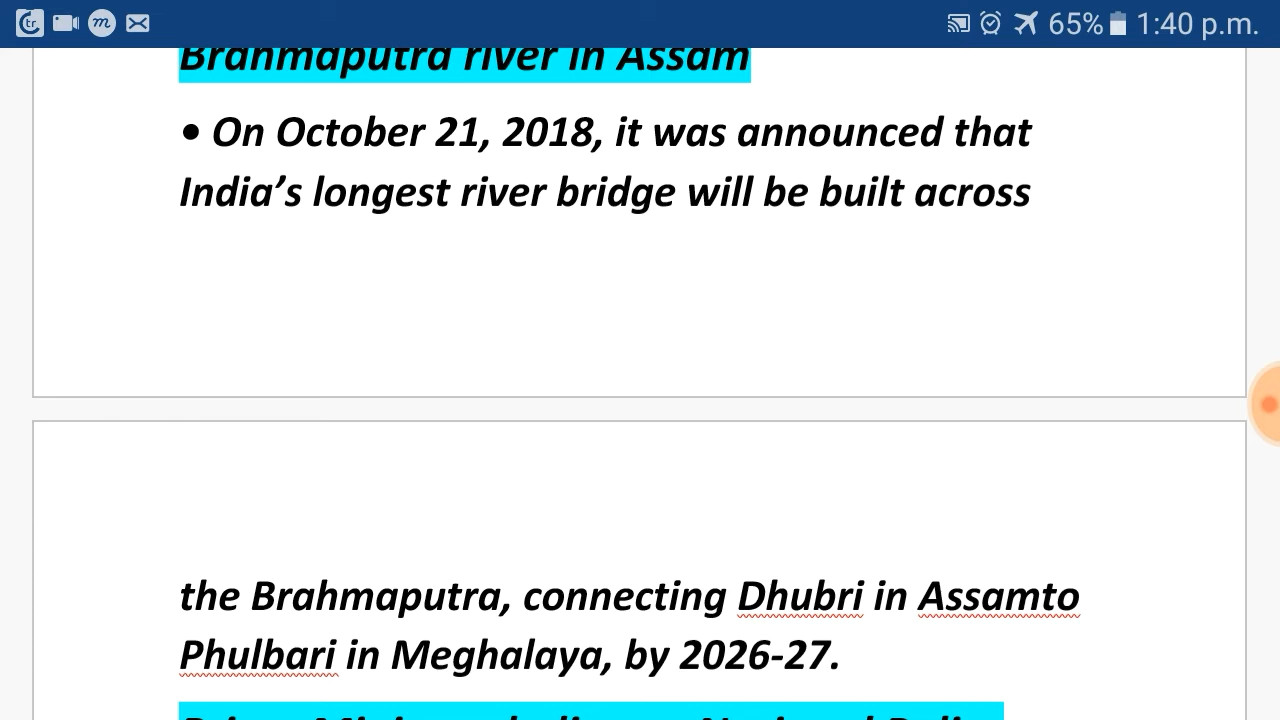 65% 1:40 p.m.
Brahmaputra river in Assam
• On October 21, 2018, it was announced that
India's longest river bridge will be built across
the Brahmaputra, connecting Dhubri in Assamto
Phulbari in Meghalaya, by 2026-27.